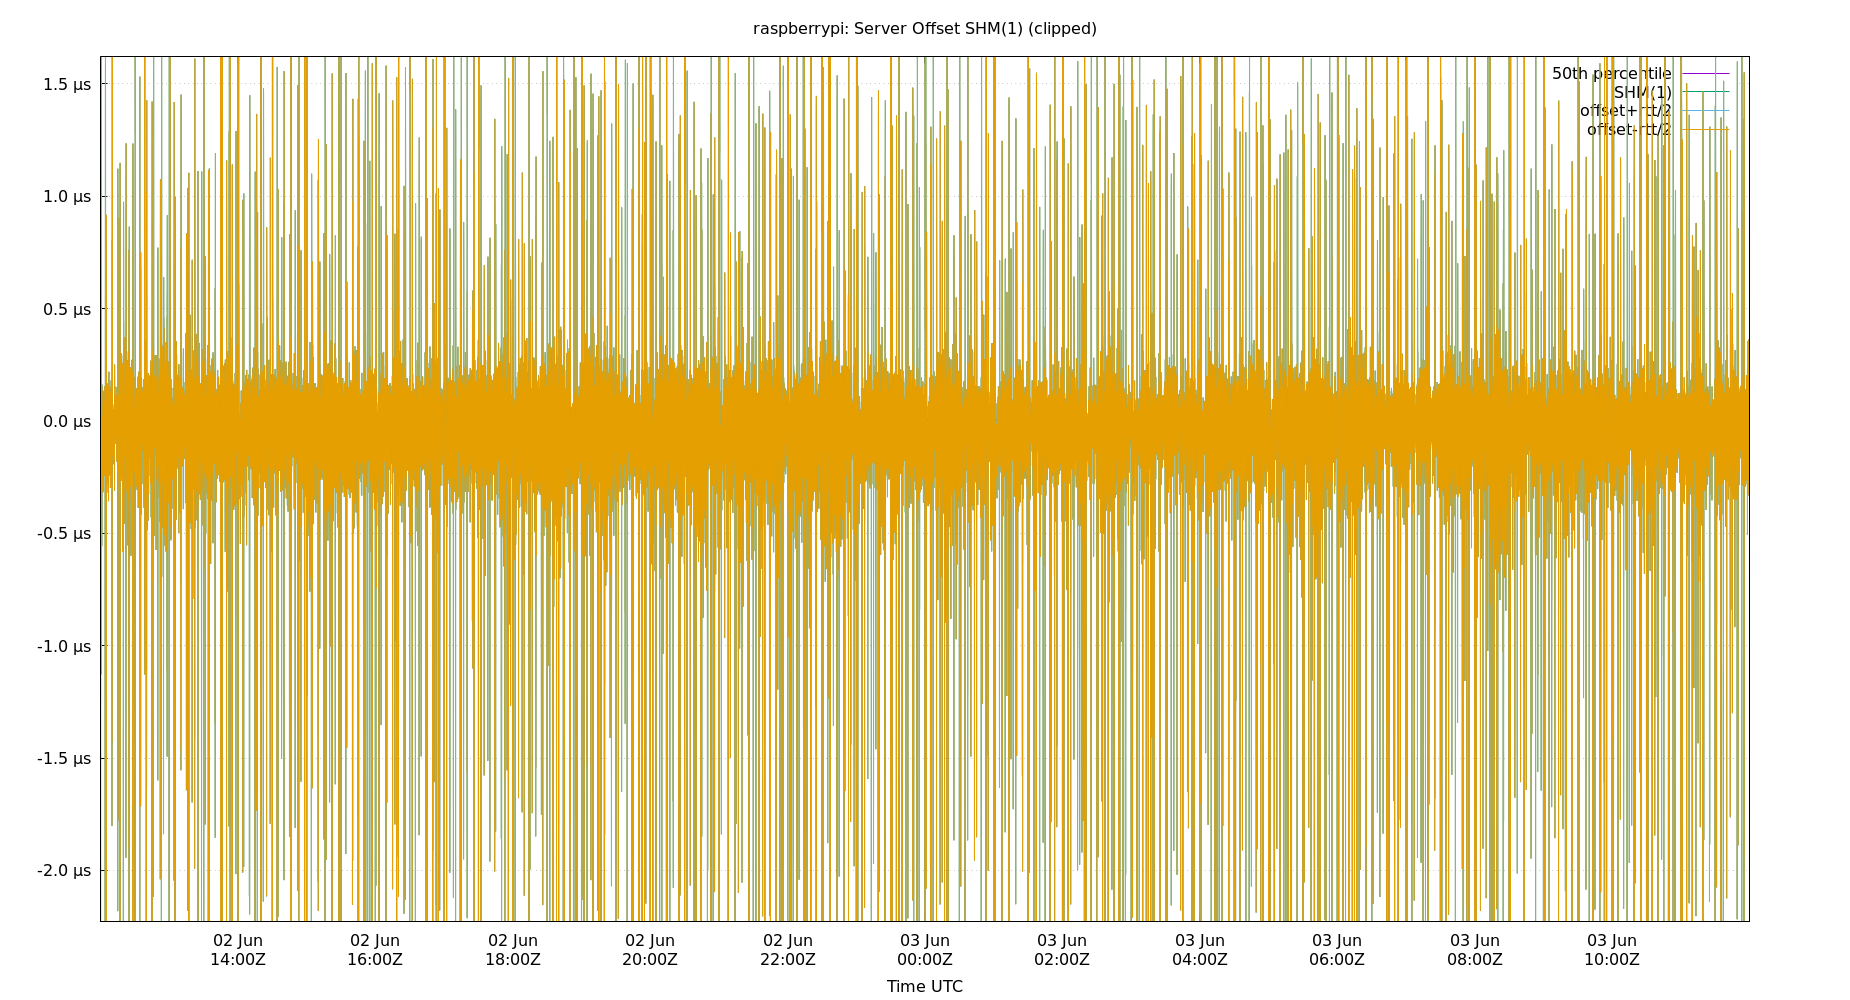 raspberrypi: Server Offset SHM(1) (clipped)
1.5 µs
1.0 µs
0.5 µs
0.0 µs
-0.5 µs
-1.0 µs
-1.5 µs
-2.0 µs
50th percentile
SHM(1)
offset+rtt/2
offset-rtt/2
02 Jun 02 Jun 02 Jun 02 Jun 02 Jun 03 Jun 03 Jun 03 Jun 03 Jun 03 Jun 03 Jun
14:00Z 16:00Z 18:00Z 20:00Z 22:00Z 00:00Z 02:00Z 04:00Z 06:00Z 08:00Z 10:00Z
Time UTC